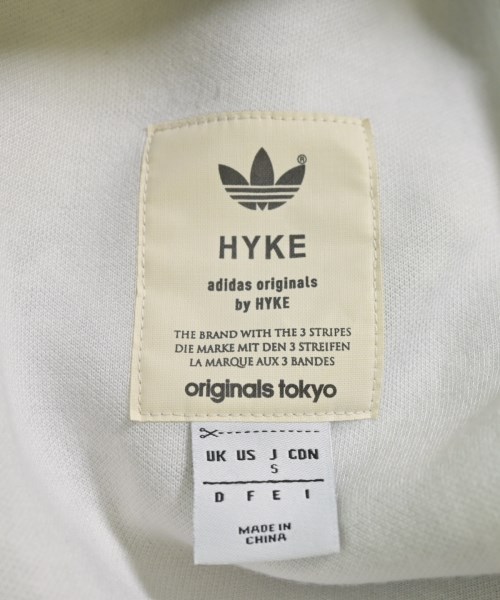 ®
HYKE
adidas originals
by HYKE
THE BRAND WITH THE 3 STRIPES
DIE MARKE MIT DEN 3 STREIFEN
LA MARQUE AUX 3 BANDES
originals tokyo
UK US J CDN
S
D F E I
MADE IN
CHINA